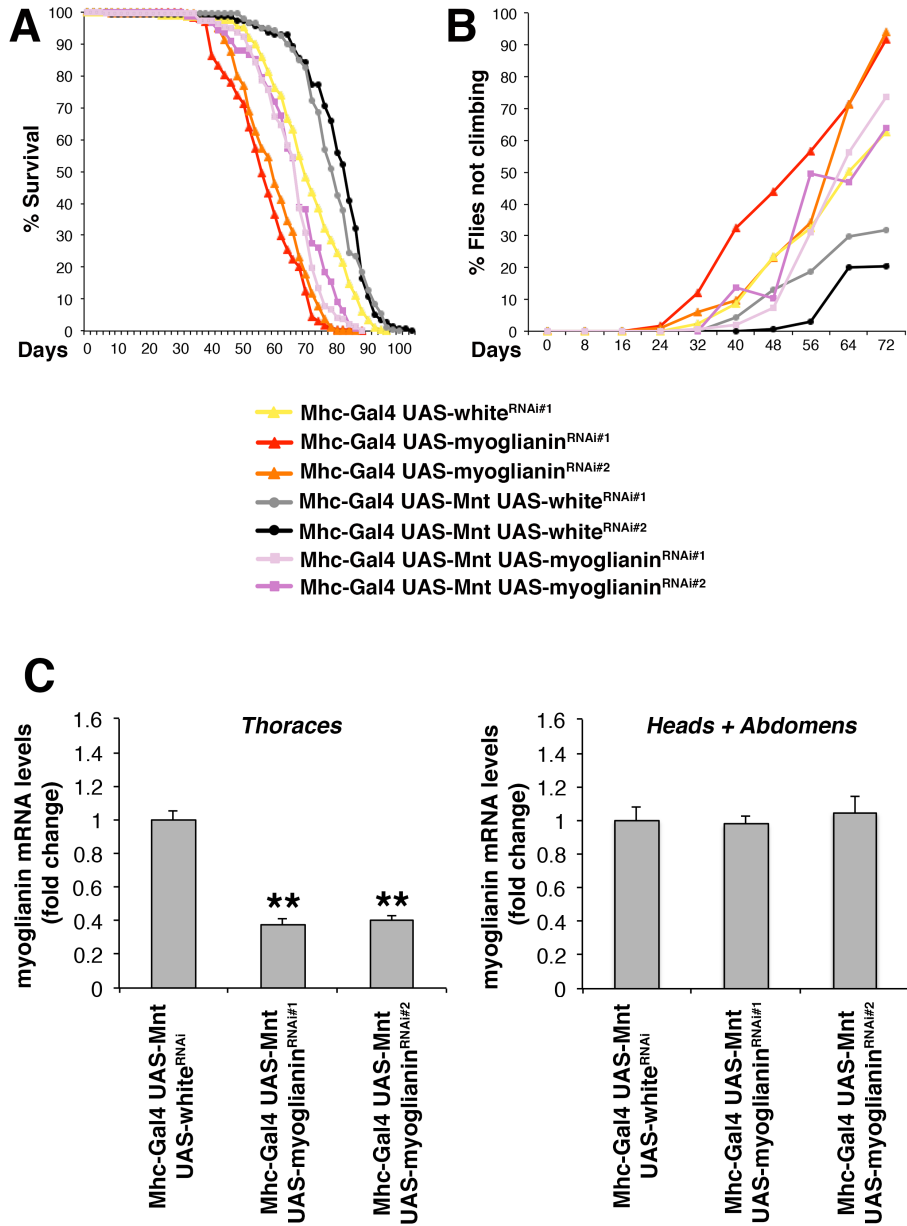 A
B
% Survival
100
90
80
70
60
50
40
30
20
10
0
Days
0 10 20 30 40 50 60 70 80 90 100
% Flies not climbing
100
90
80
70
60
50
40
30
20
10
0
Days
0 8 16 24 32 40 48 56 64 72
Mhc-Gal4 UAS-white^RNAi#1
Mhc-Gal4 UAS-myoglianin^RNAi#1
Mhc-Gal4 UAS-myoglianin^RNAi#2
Mhc-Gal4 UAS-Mnt UAS-white^RNAi#1
Mhc-Gal4 UAS-Mnt UAS-white^RNAi#2
Mhc-Gal4 UAS-Mnt UAS-myoglianin^RNAi#1
Mhc-Gal4 UAS-Mnt UAS-myoglianin^RNAi#2
C
Thoraces
myoglianin mRNA levels
(fold change)
1.6
1.4
1.2
1
0.8
0.6
0.4
0.2
0
**
**
Mhc-Gal4 UAS-Mnt
UAS-white^RNAi
Mhc-Gal4 UAS-Mnt
UAS-myoglianin^RNAi#1
Mhc-Gal4 UAS-Mnt
UAS-myoglianin^RNAi#2
Heads + Abdomens
myoglianin mRNA levels
(fold change)
1.6
1.4
1.2
1
0.8
0.6
0.4
0.2
0
Mhc-Gal4 UAS-Mnt
UAS-white^RNAi
Mhc-Gal4 UAS-Mnt
UAS-myoglianin^RNAi#1
Mhc-Gal4 UAS-Mnt
UAS-myoglianin^RNAi#2